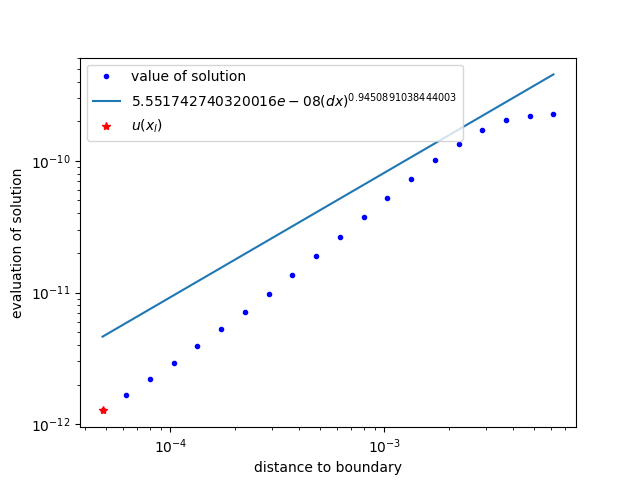 value of solution
5.551742740320016e − 08(dx)^0.9450891038444003
u(x_l)
10^−10
10^−11
10^−12
evaluation of solution
10^−4
10^−3
distance to boundary